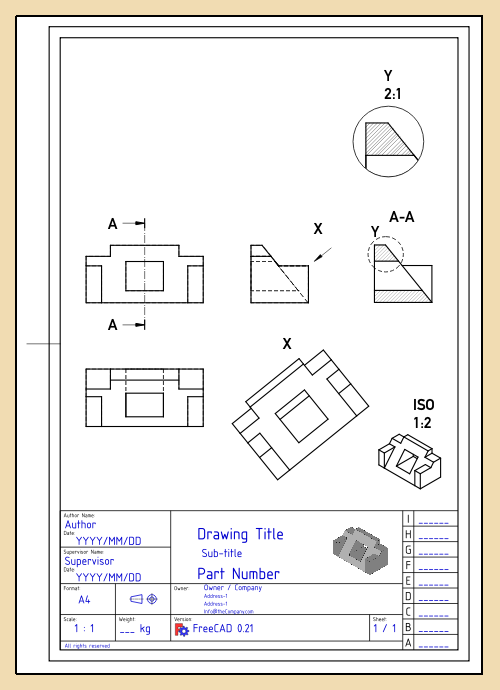 Y
2:1
A-A
A
X
Y
A
X
ISO
1:2
Author Name:
Author
Date:
YYYY/MM/DD
Supervisor Name:
Supervisor
Date:
YYYY/MM/DD
Format:
A4
Scale:
1 : 1
Weight:
___ kg
Drawing Title
Sub-title
Part Number
Owner:
Owner / Company
Address-1
Address-1
Info@theCompany.com
Version:
FreeCAD 0.21
Sheet:
1 / 1
I ______
H ______
G ______
F ______
E ______
D ______
C ______
B ______
A ______
All rights reserved